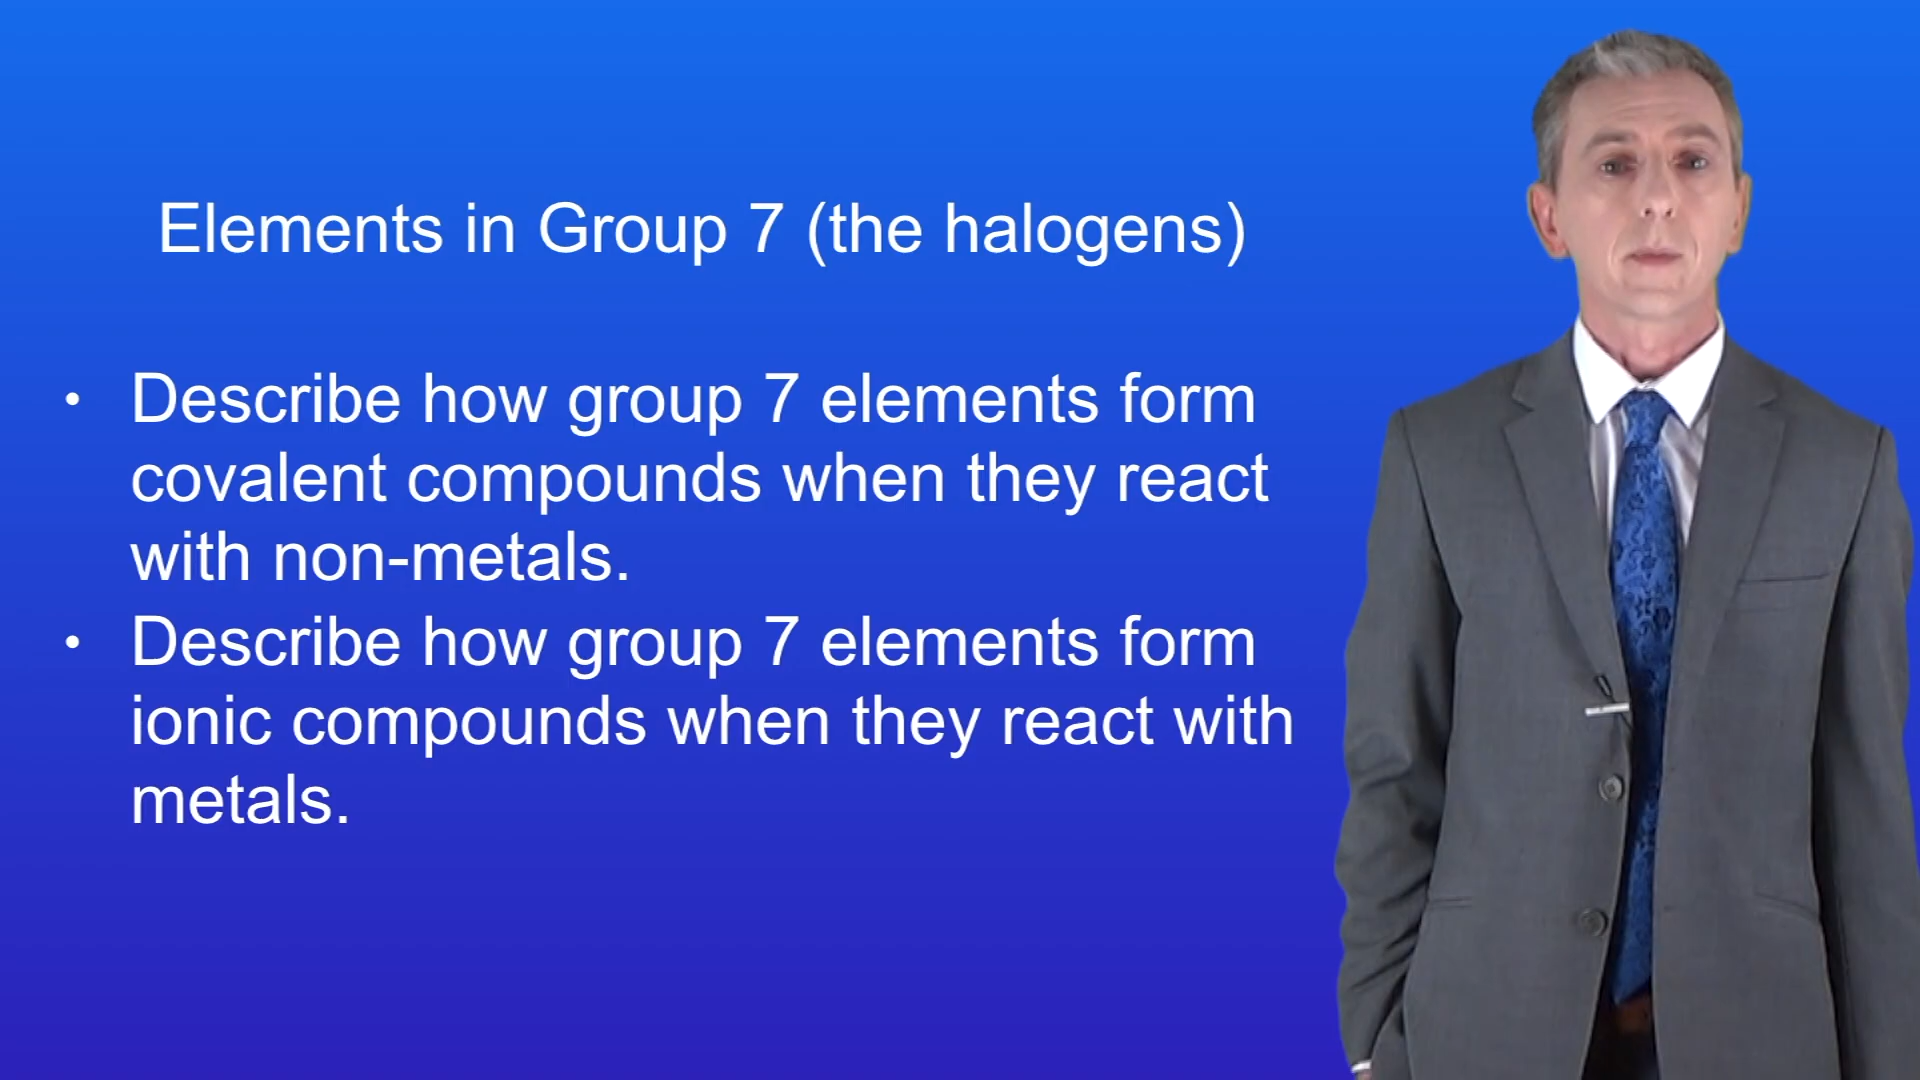 Elements in Group 7 (the halogens)
• Describe how group 7 elements form
covalent compounds when they react
with non-metals.
• Describe how group 7 elements form
ionic compounds when they react with
metals.